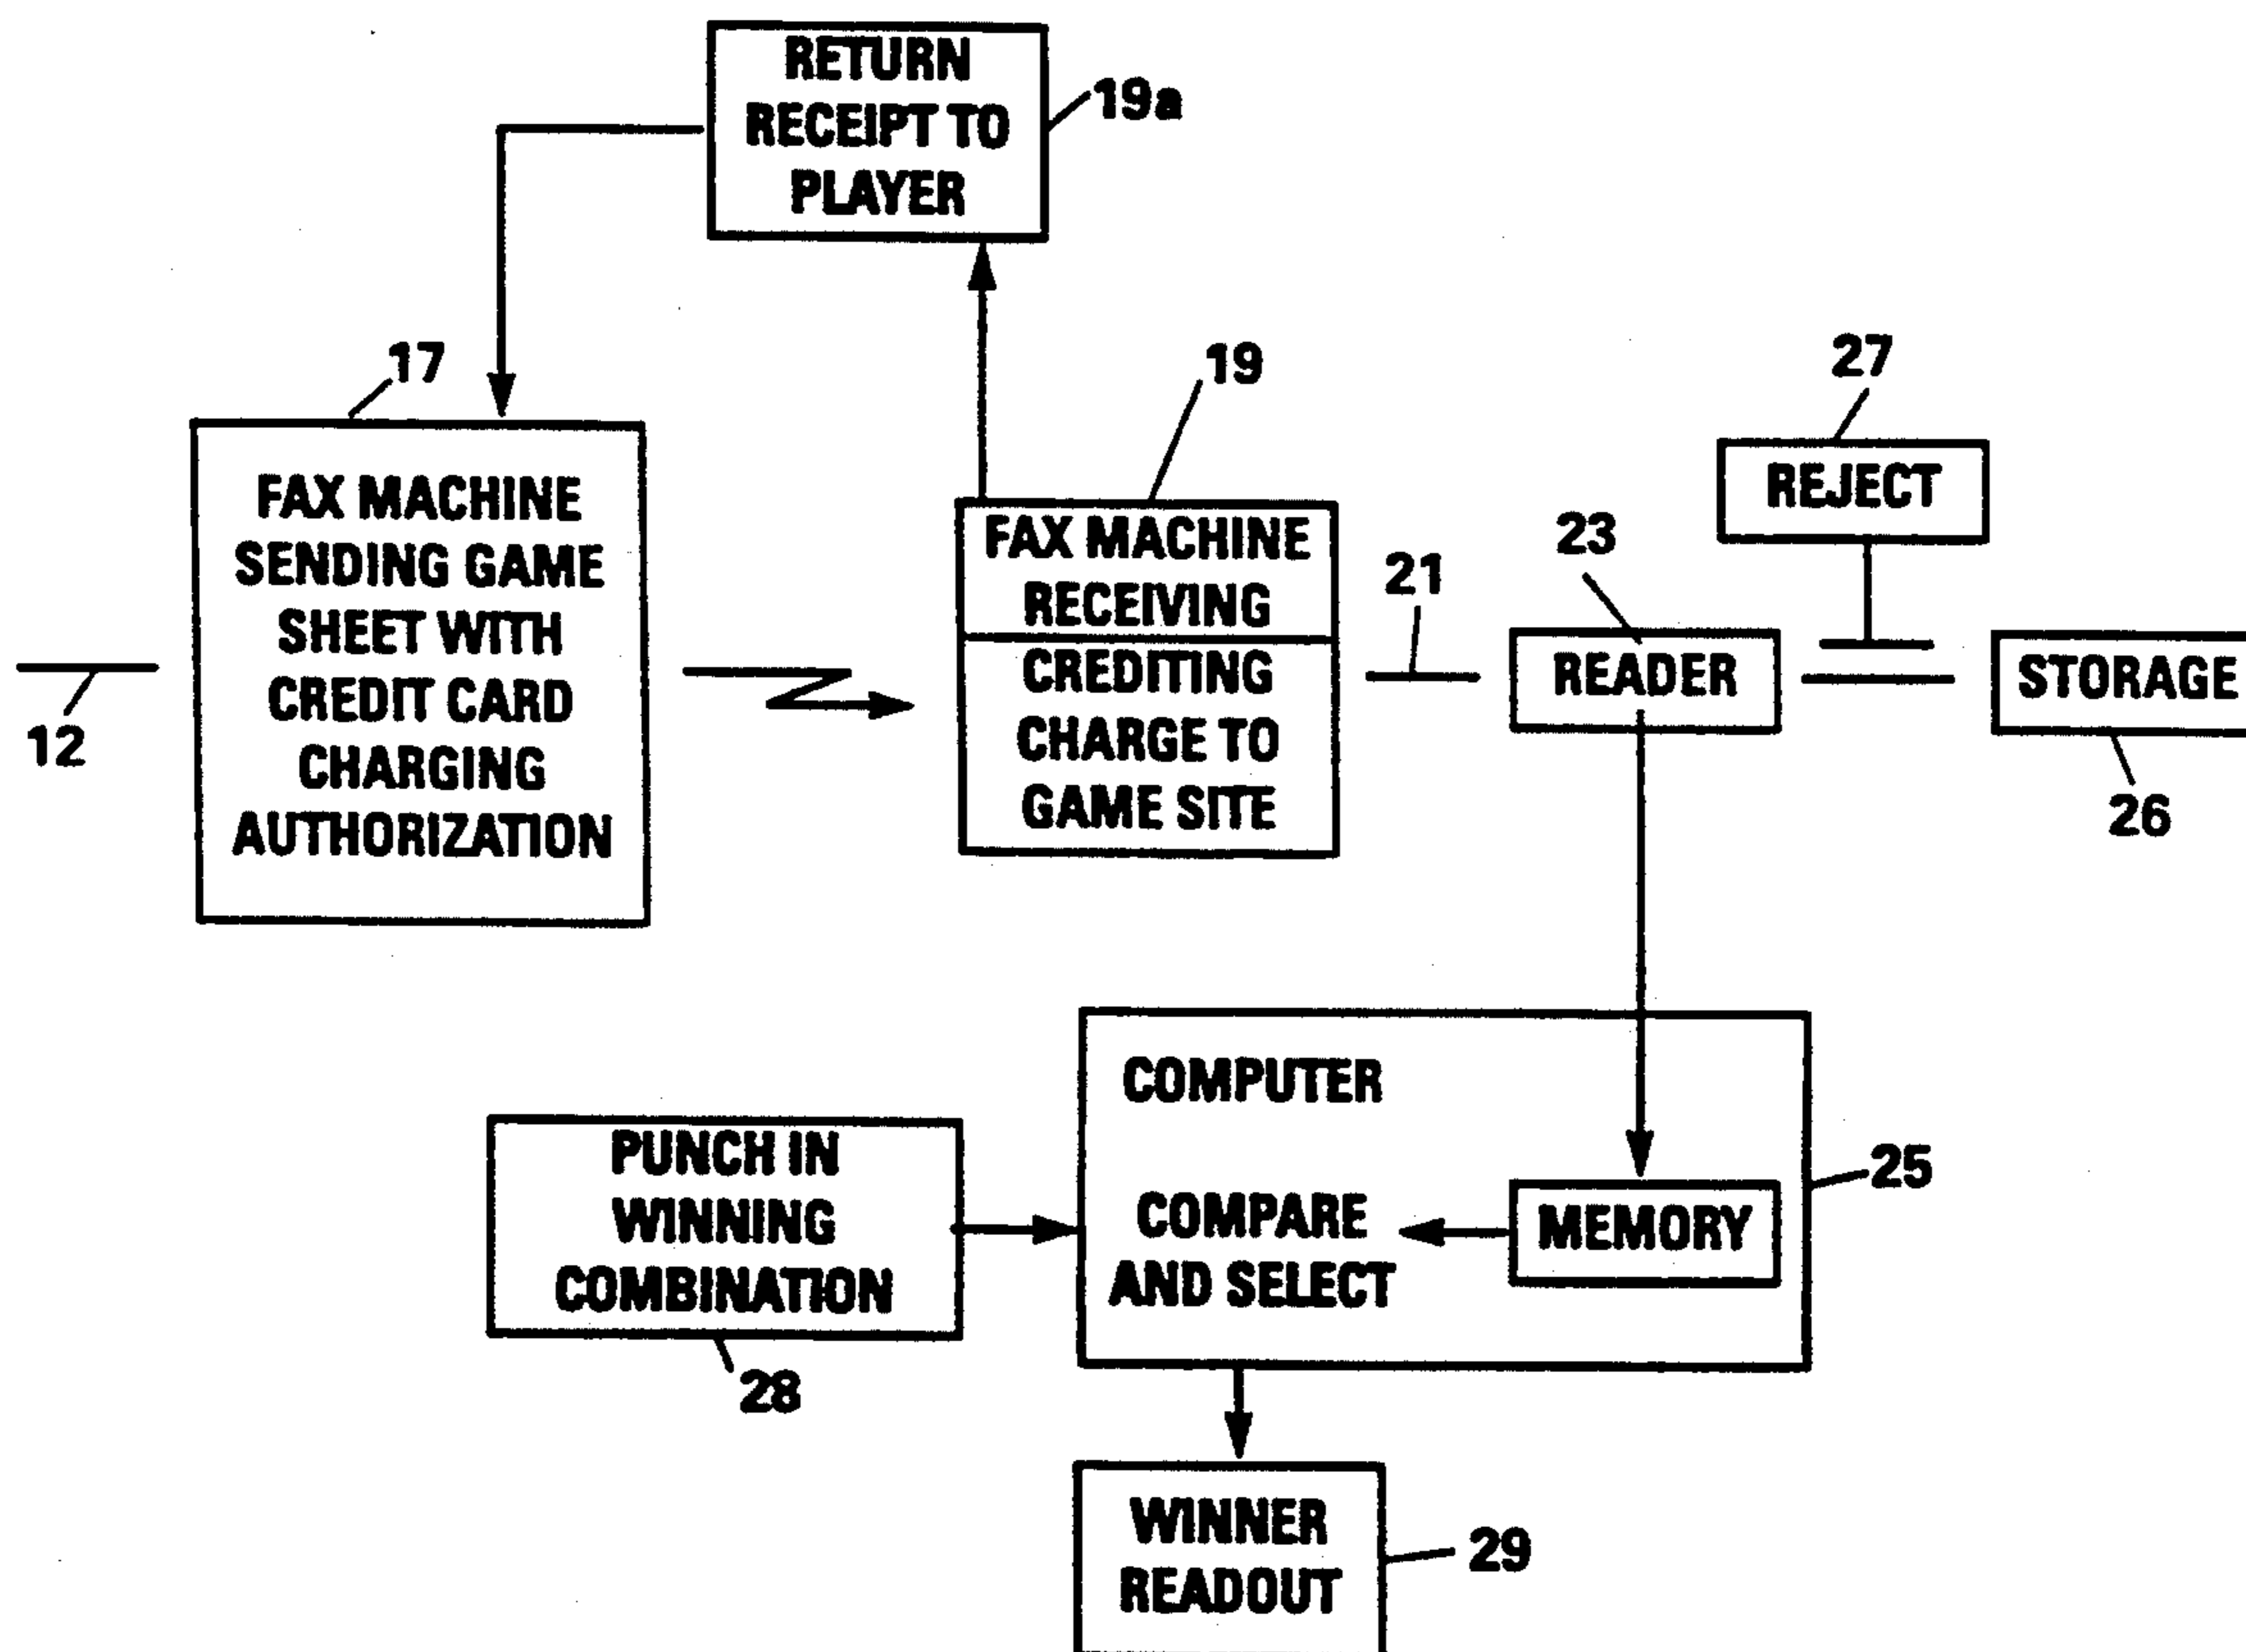 RETURN
RECEIPT TO
PLAYER
19a
17
FAX MACHINE
SENDING GAME
SHEET WITH
CREDIT CARD
CHARGING
AUTHORIZATION
12
19
FAX MACHINE
RECEIVING
CREDITING
CHARGE TO
GAME SITE
21
23
READER
27
REJECT
STORAGE
26
COMPUTER
COMPARE
AND SELECT
MEMORY
25
PUNCH IN
WINNING
COMBINATION
28
WINNER
READOUT
29